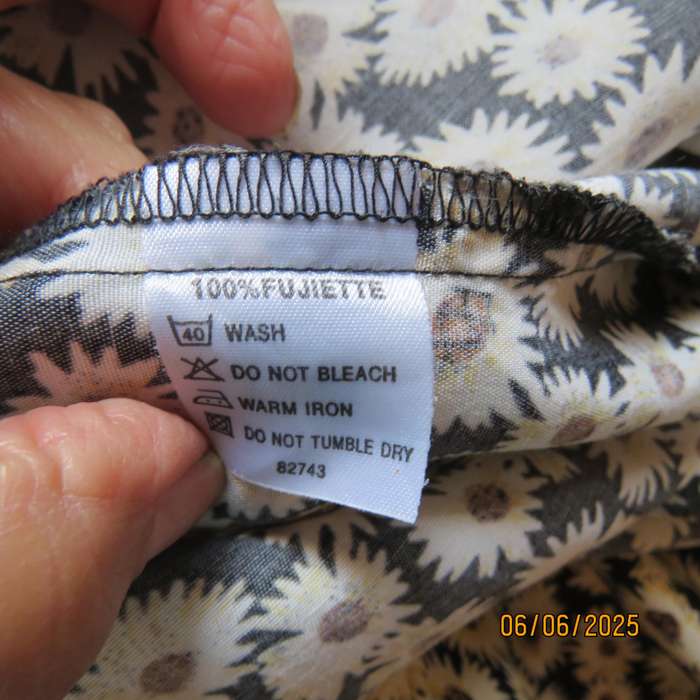 100%FUJIETTE
40 WASH
DO NOT BLEACH
WARM IRON
DO NOT TUMBLE DRY
82743
06/06/2025